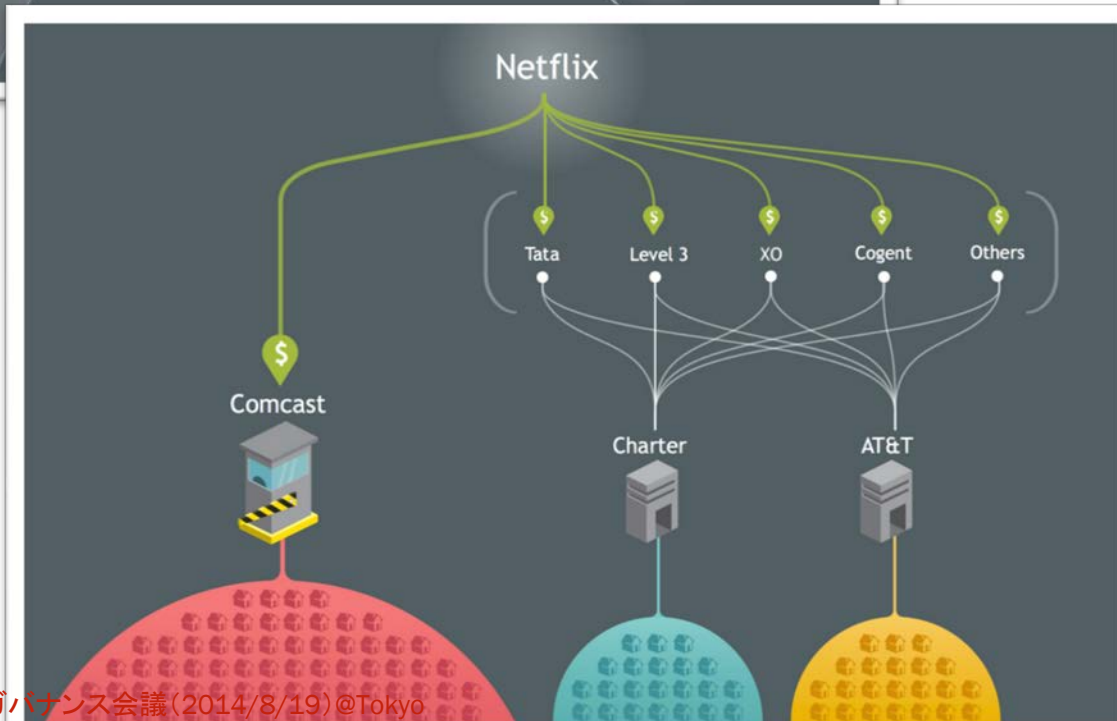 Netflix
$ $ $ $ $
Tata Level 3 XO Cogent Others
$
Comcast
Charter AT&T
バナンス会議(2014/8/19)@Tokyo